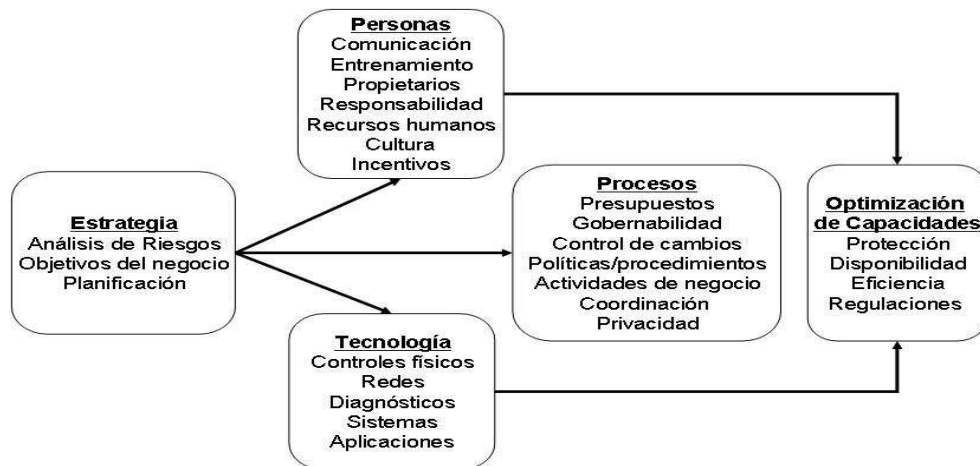 Estrategia
Análisis de Riesgos
Objetivos del negocio
Planificación
Personas
Comunicación
Entrenamiento
Propietarios
Responsabilidad
Recursos humanos
Cultura
Incentivos
Procesos
Presupuestos
Gobernabilidad
Control de cambios
Políticas/procedimientos
Actividades de negocio
Coordinación
Privacidad
Tecnología
Controles físicos
Redes
Diagnósticos
Sistemas
Aplicaciones
Optimización
de Capacidades
Protección
Disponibilidad
Eficiencia
Regulaciones